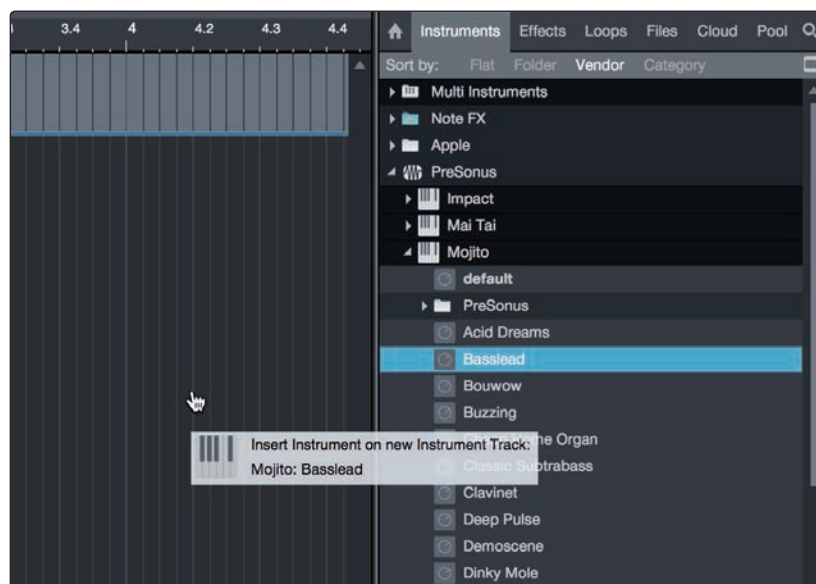 3.4 4 4.2 4.3 4.4
Instruments Effects Loops Files Cloud Pool
Sort by: Flat Folder Vendor Category
Multi Instruments
Note FX
Apple
PreSonus
Impact
Mai Tai
Mojito
default
PreSonus
Acid Dreams
Basslead
Bouwow
Buzzing
Insert Instrument on new Instrument Track:
Organ
Mojito: Basslead
Classic Subtrabass
Clavinet
Deep Pulse
Demoscene
Dinky Mole